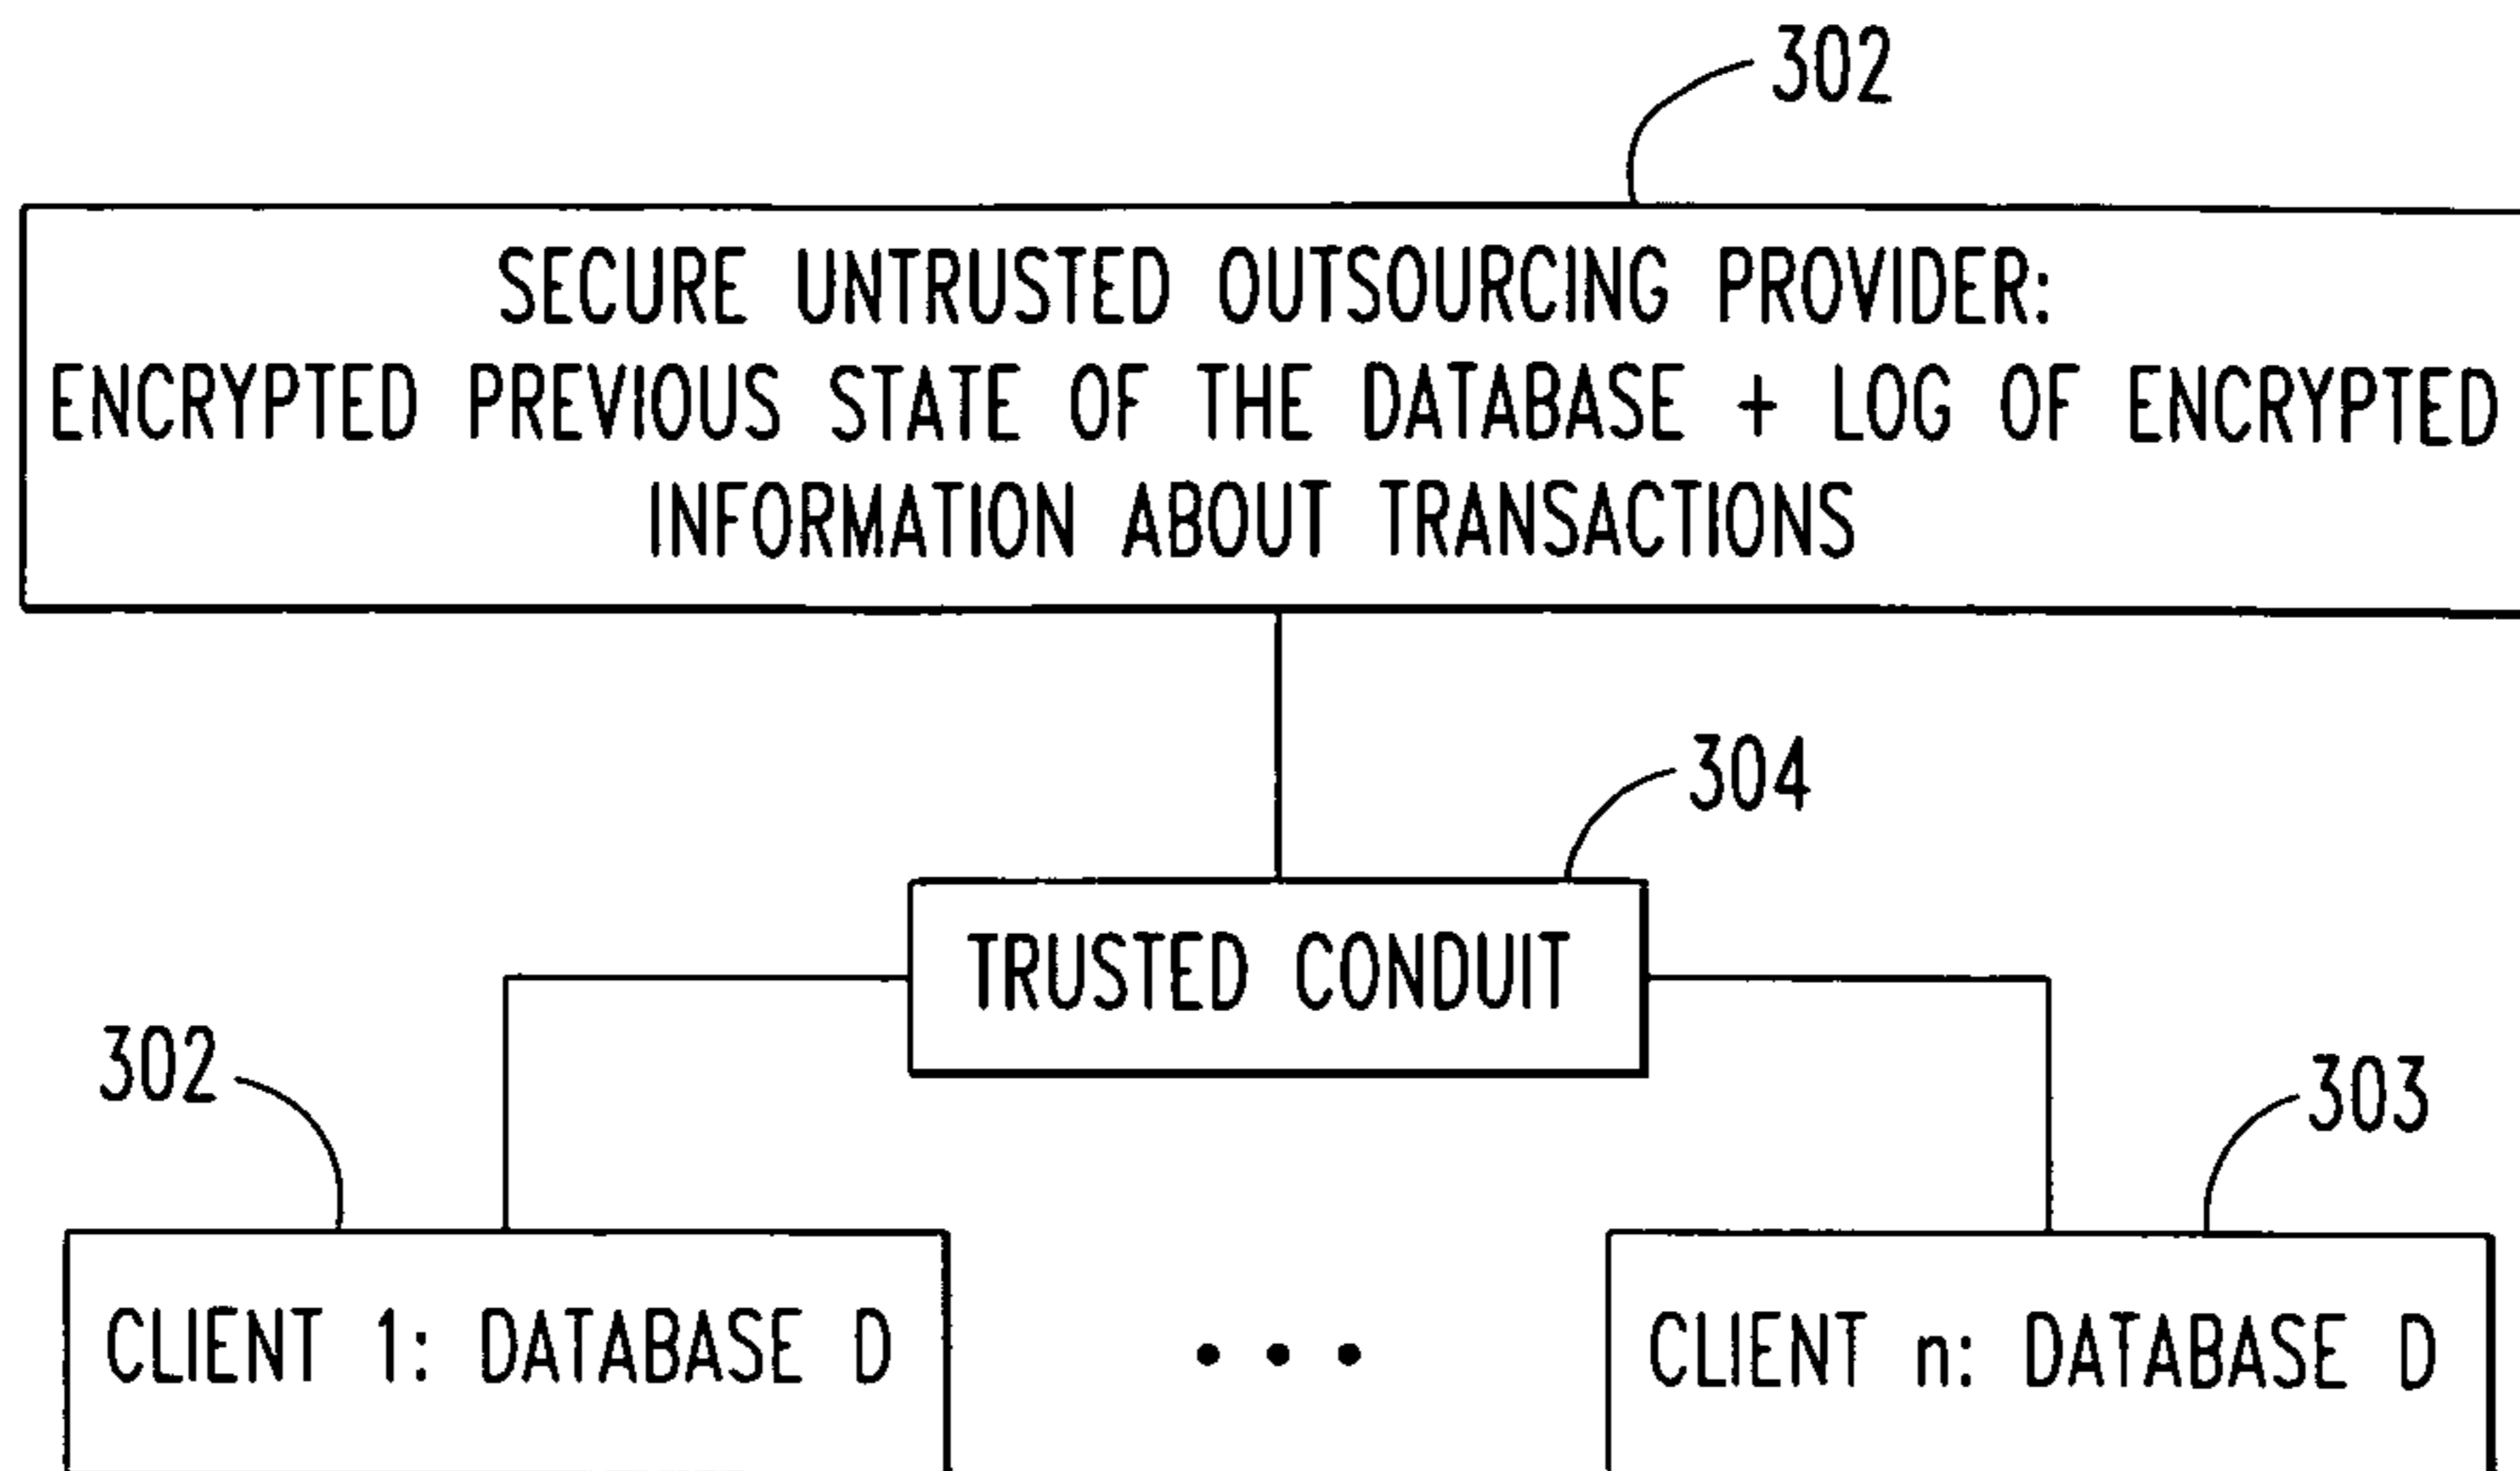 302
SECURE UNTRUSTED OUTSOURCING PROVIDER:
ENCRYPTED PREVIOUS STATE OF THE DATABASE + LOG OF ENCRYPTED
INFORMATION ABOUT TRANSACTIONS
304
TRUSTED CONDUIT
302
303
CLIENT 1: DATABASE D
• • •
CLIENT n: DATABASE D